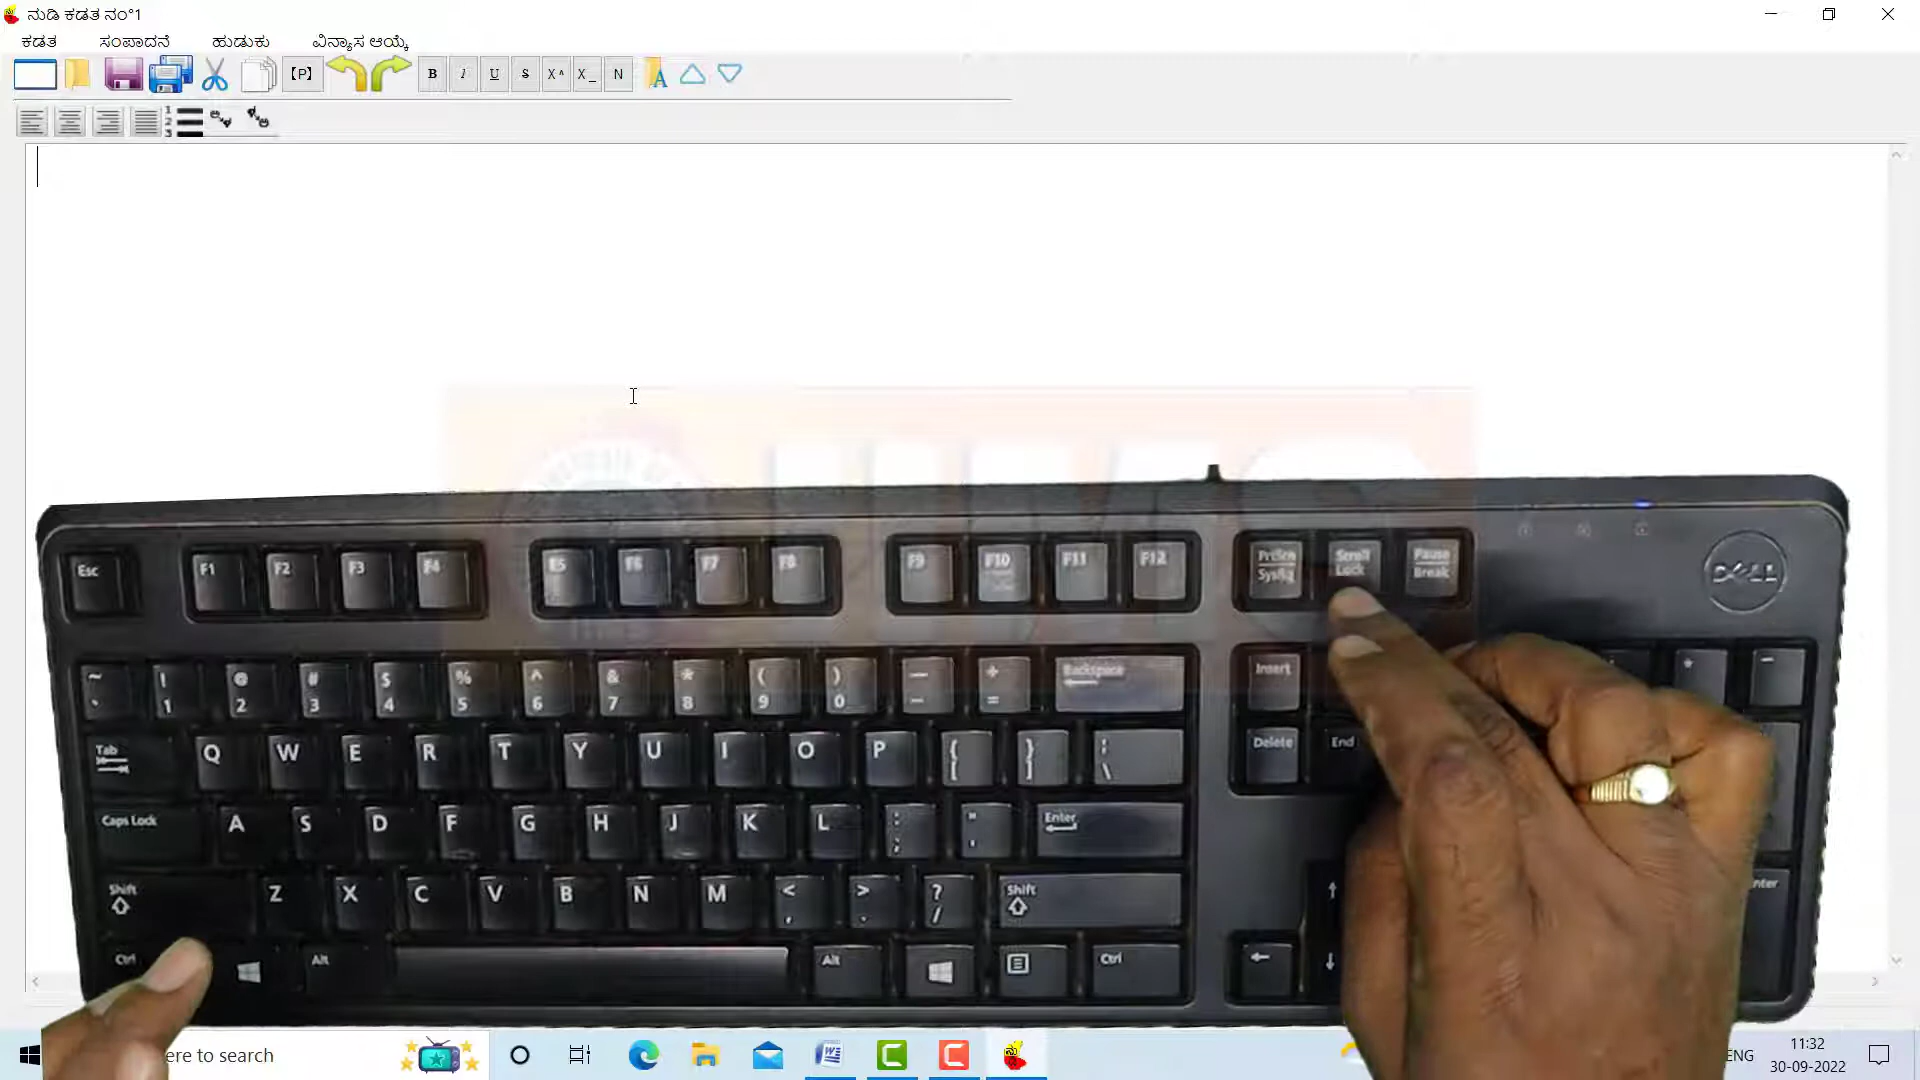 ನುಡಿ ಕಡತ ನಂ°1
ಕಡತ ಸಂಪಾದನೆ ಹುಡುಕು ವಿನ್ಯಾಸ ಆಯ್ಕೆ
[P] B I U S X^ X_ N A
Esc F1 F2 F3 F4 F5 F6 F7 F8 F9 F10 F11 F12 PrtScn SysRq Scroll Lock Pause Break
DELL
~ ` ! 1 @ 2 # 3 $ 4 % 5 ^ 6 & 7 * 8 ( 9 ) 0 — - + = Backspace Insert * -
Tab Q W E R T Y U I O P { [ } ] ¦ \ Delete End
Caps Lock A S D F G H J K L : ; " ' Enter
Shift Z X C V B N M < , > . ? / Shift
Ctrl Alt Alt Ctrl
ere to search
ENG
11:32
30-09-2022